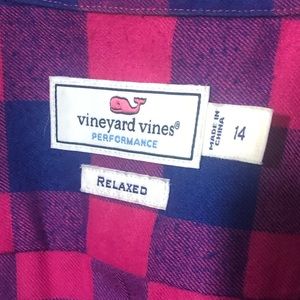 vineyard vines®
PERFORMANCE
MADE IN
CHINA
14
RELAXED